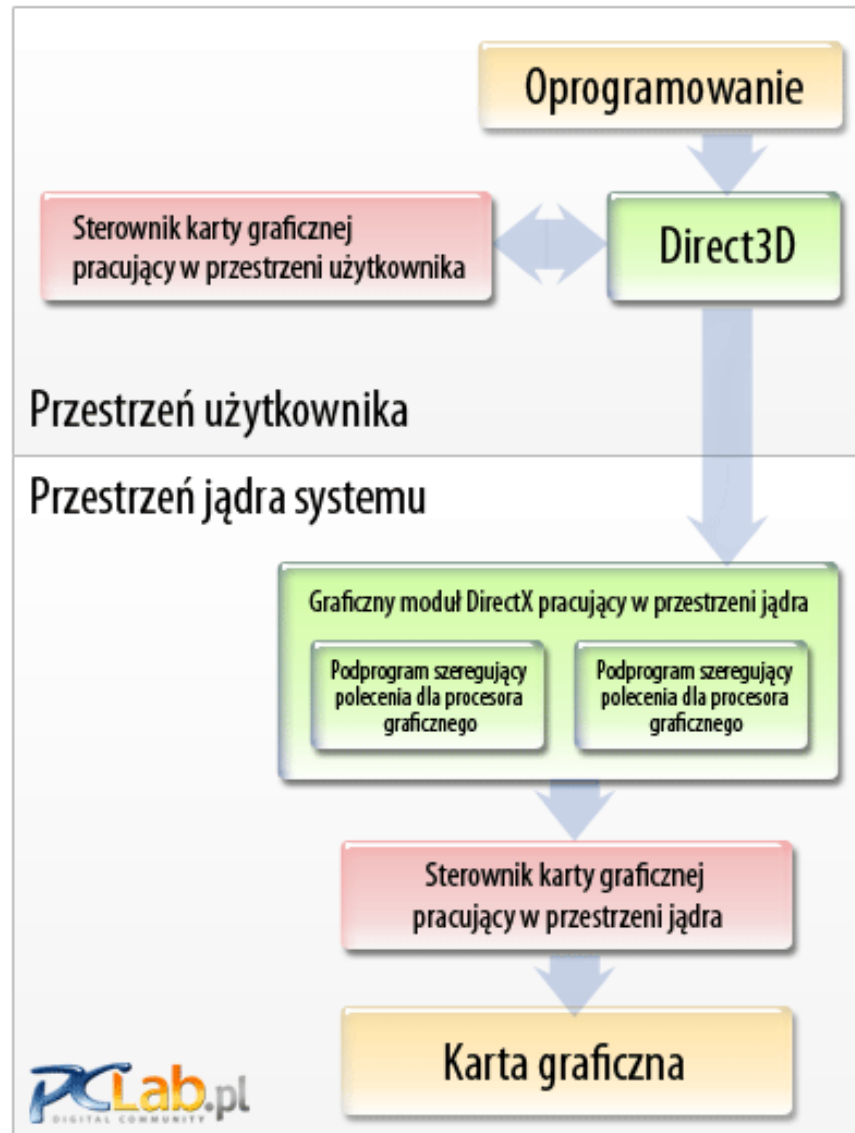 Oprogramowanie
Sterownik karty graficznej
pracujący w przestrzeni użytkownika
Direct3D
Przestrzeń użytkownika
Przestrzeń jądra systemu
Graficzny moduł DirectX pracujący w przestrzeni jądra
Podprogram szeregujący
polecenia dla procesora
graficznego
Podprogram szeregujący
polecenia dla procesora
graficznego
Sterownik karty graficznej
pracujący w przestrzeni jądra
Karta graficzna
PCLab.pl
DIGITAL COMMUNITY